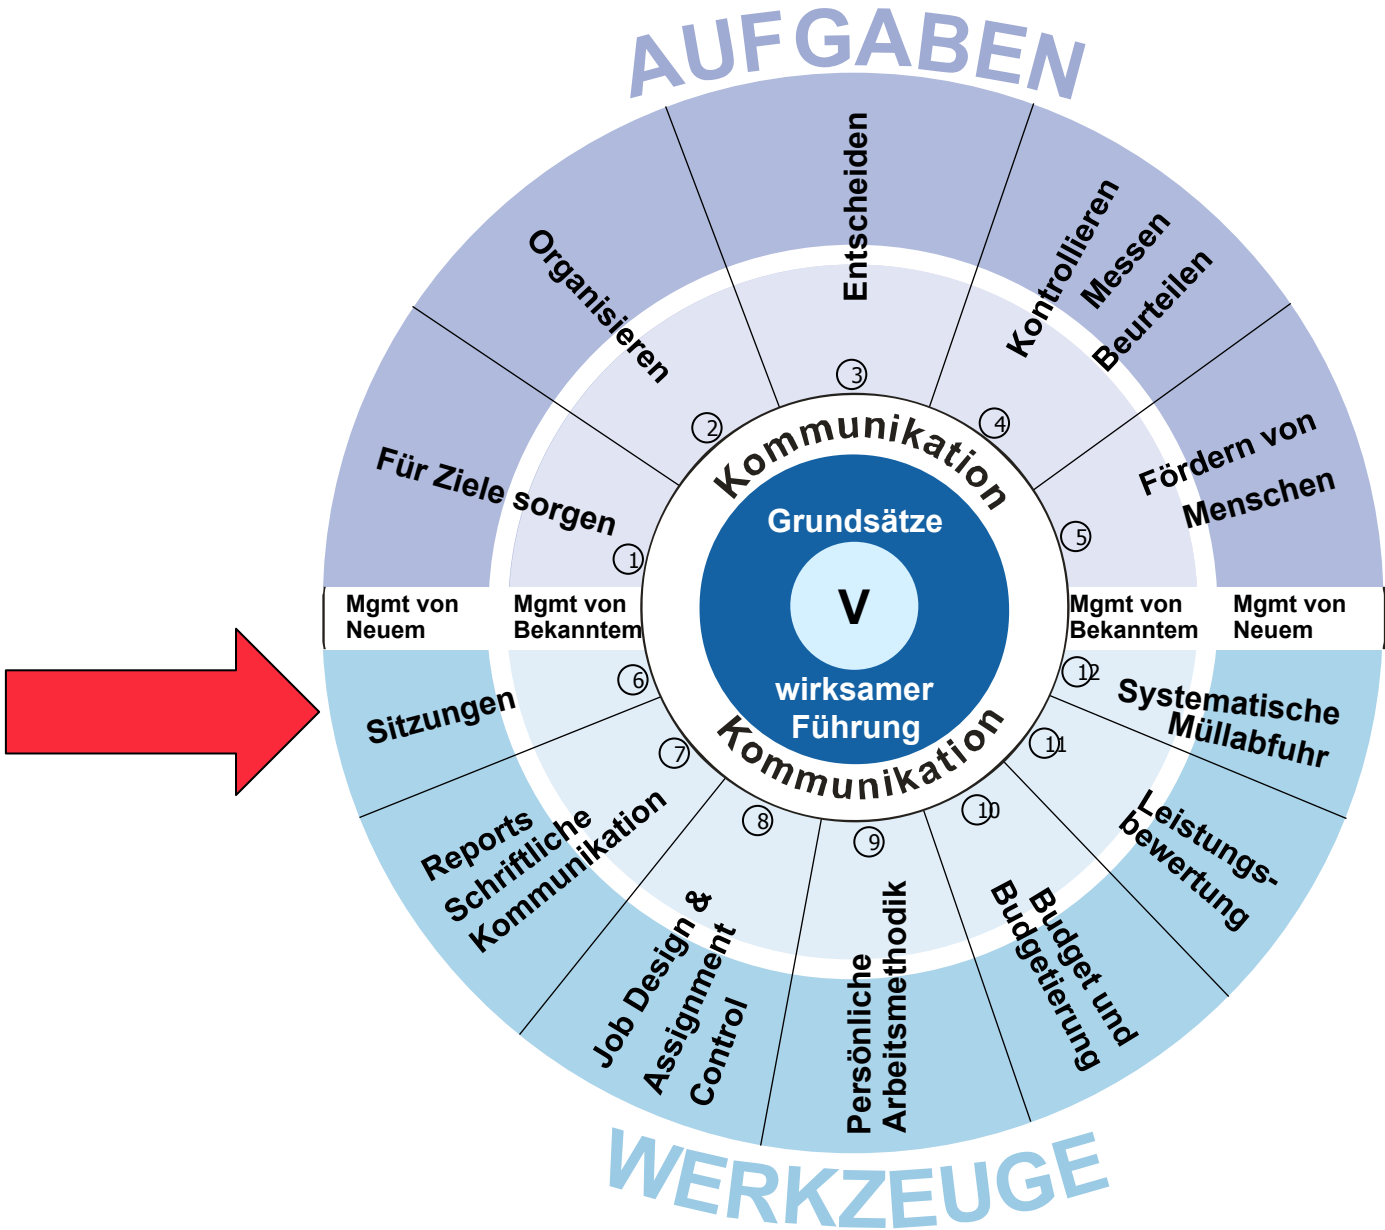 AUFGABEN
Für Ziele sorgen
1
Organisieren
2
Entscheiden
3
Kontrollieren
Messen
Beurteilen
4
Fördern von
Menschen
5
Kommunikation
Grundsätze
V
wirksamer
Führung
Kommunikation
Mgmt von
Neuem
Mgmt von
Bekanntem
Mgmt von
Bekanntem
Mgmt von
Neuem
Sitzungen
6
Reports
Schriftliche
Kommunikation
7
Job Design &
Assignment
Control
8
Persönliche
Arbeitsmethodik
9
Budget und
Budgetierung
10
Leistungs-
bewertung
11
Systematische
Müllabfuhr
12
WERKZEUGE